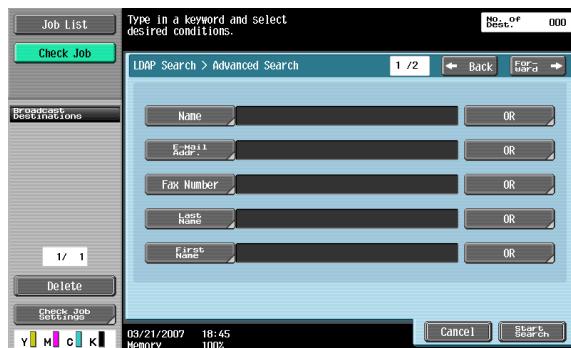 Job List
Check Job
Broadcast
Destinations
1/ 1
Delete
Check Job
Settings
Y M C K
Type in a keyword and select
desired conditions.
No. of
Dest. 000
LDAP Search > Advanced Search
1 /2
← Back
For-
ward →
Name OR
E-Mail
Addr. OR
Fax Number OR
Last
Name OR
First
Name OR
03/21/2007 18:45
Memory 100%
Cancel
Start
Search